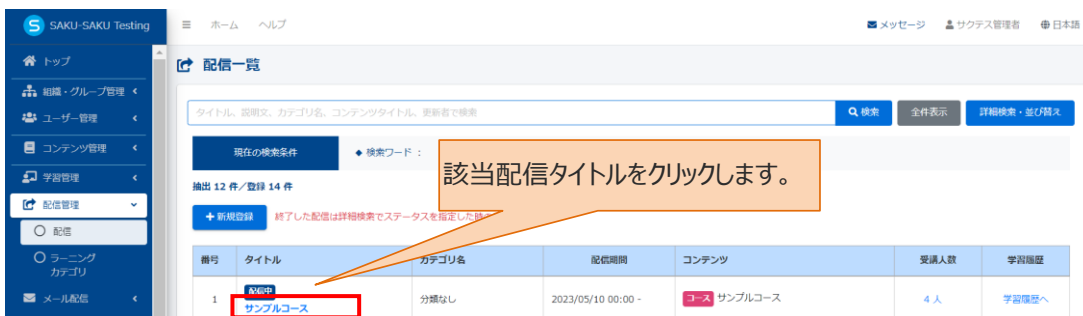 SAKU-SAKU Testing
ホーム ヘルプ
メッセージ サクテス管理者 日本語
トップ
組織・グループ管理
ユーザー管理
コンテンツ管理
学習管理
配信管理
配信
ラーニング
カテゴリ
メール配信
配信一覧
タイトル、説明文、カテゴリ名、コンテンツタイトル、更新者で検索
検索 全件表示 詳細検索・並び替え
現在の検索条件 ◆ 検索ワード :
該当配信タイトルをクリックします。
抽出 12 件/登録 14 件
+ 新規登録 終了した配信は詳細検索でステータスを指定した時
番号 タイトル カテゴリ名 配信期間 コンテンツ 受講人数 学習履歴
配信中
1 サンプルコース 分類なし 2023/05/10 00:00 - コース サンプルコース 4 人 学習履歴へ